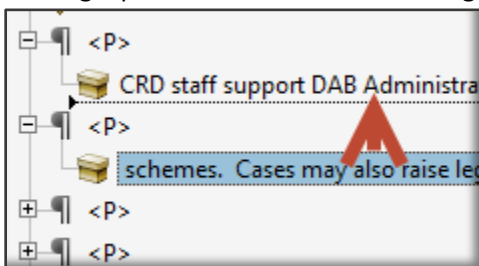 <P>
CRD staff support DAB Administra
<P>
schemes.  Cases may also raise leg
<P>
<P>